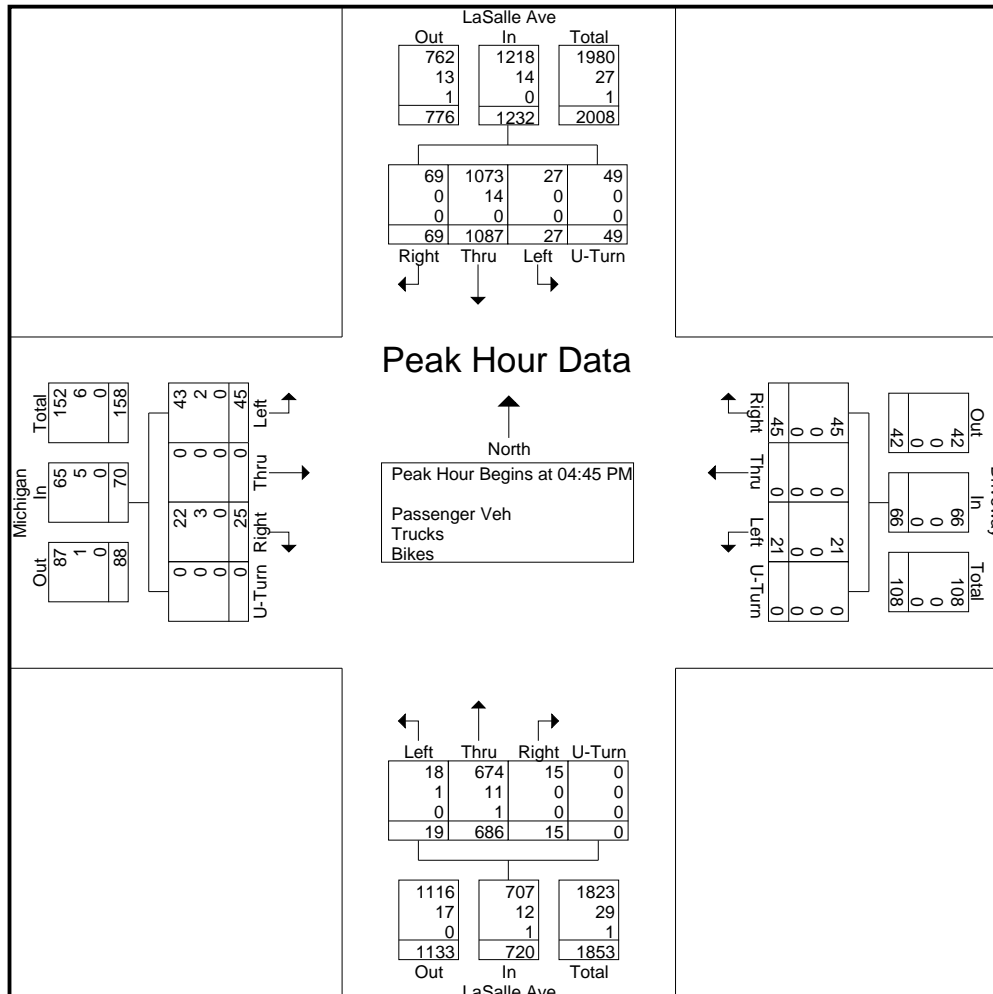 LaSalle Ave
Out In Total
762 1218 1980
13 14 27
1 0 1
776 1232 2008
69 1073 27 49
0 14 0 0
0 0 0 0
69 1087 27 49
Right Thru Left U-Turn
Peak Hour Data
North
Peak Hour Begins at 04:45 PM
Passenger Veh
Trucks
Bikes
Michigan
Total In Out
152 65 87
6 5 1
0 0 0
158 70 88
43 0 22 0
2 0 3 0
0 0 0 0
45 0 25 0
Left Thru Right U-Turn
Right Thru Left U-Turn
45 0 21 0
0 0 0 0
0 0 0 0
45 0 21 0
Out In Total
42 66 108
0 0 0
0 0 0
42 66 108
Left Thru Right U-Turn
18 674 15 0
1 11 0 0
0 1 0 0
19 686 15 0
1116 707 1823
17 12 29
0 1 1
1133 720 1853
Out In Total
LaSalle Ave